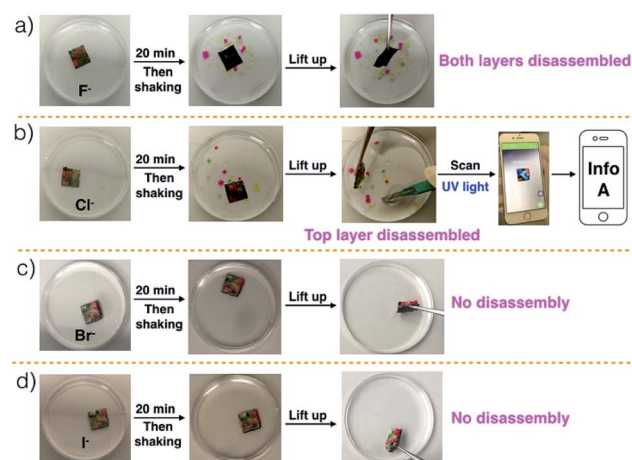 a)
F-
20 min
Then
shaking
Lift up
Both layers disassembled
b)
Cl-
20 min
Then
shaking
Lift up
Scan
UV light
Info
A
Top layer disassembled
c)
Br-
20 min
Then
shaking
Lift up
No disassembly
d)
I-
20 min
Then
shaking
Lift up
No disassembly